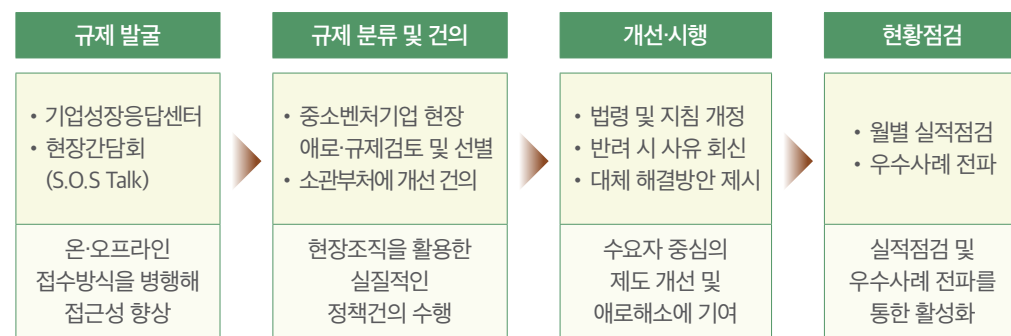 규제 발굴
• 기업성장응답센터
• 현장간담회
(S.O.S Talk)
온·오프라인
접수방식을 병행해
접근성 향상
규제 분류 및 건의
• 중소벤처기업 현장
애로·규제검토 및 선별
• 소관부처에 개선 건의
현장조직을 활용한
실질적인
정책건의 수행
개선·시행
• 법령 및 지침 개정
• 반려 시 사유 회신
• 대체 해결방안 제시
수요자 중심의
제도 개선 및
애로해소에 기여
현황점검
• 월별 실적점검
• 우수사례 전파
실적점검 및
우수사례 전파를
통한 활성화